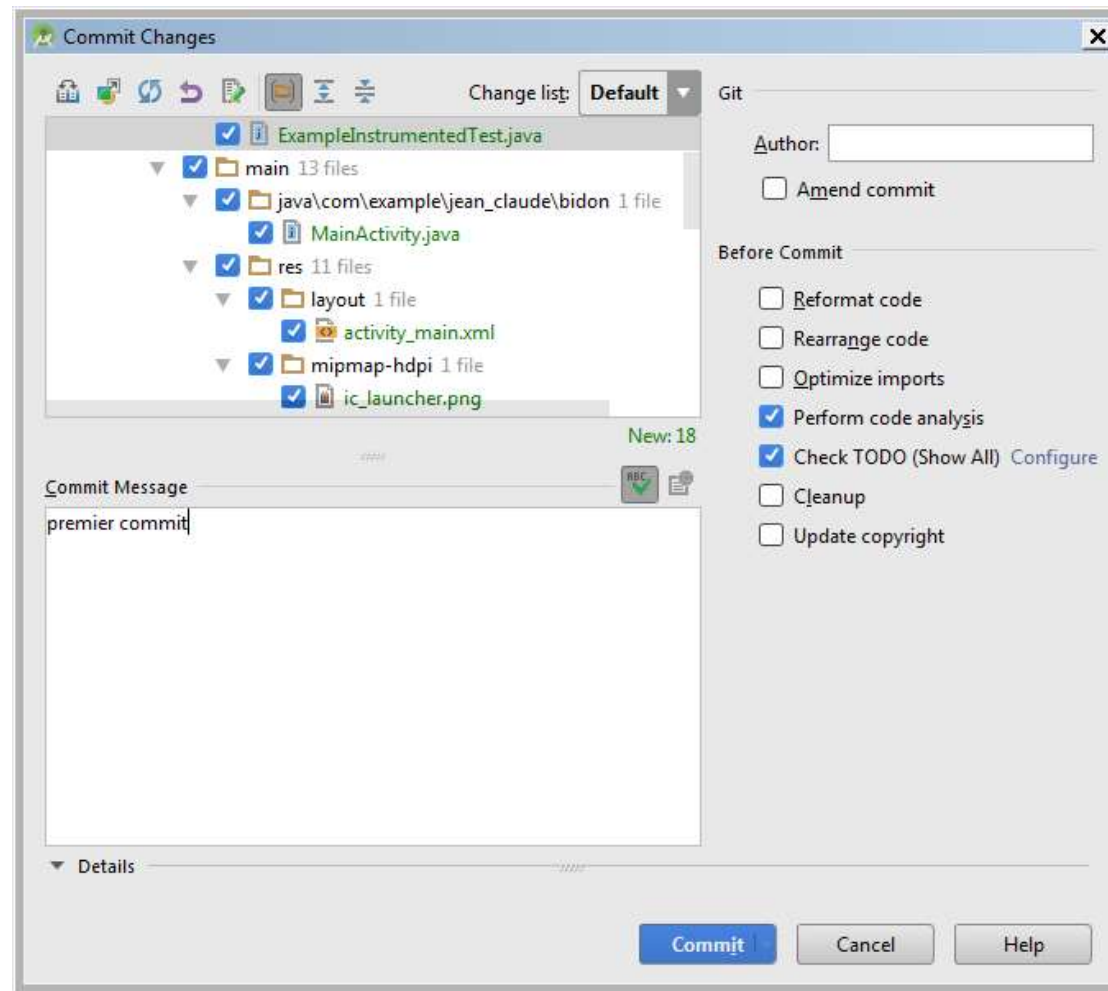 Commit Changes
Change list: Default
ExampleInstrumentedTest.java
main 13 files
java\com\example\jean_claude\bidon 1 file
MainActivity.java
res 11 files
layout 1 file
activity_main.xml
mipmap-hdpi 1 file
ic_launcher.png
New: 18
Commit Message
ABC
premier commit
Details
Git
Author:
Amend commit
Before Commit
Reformat code
Rearrange code
Optimize imports
Perform code analysis
Check TODO (Show All) Configure
Cleanup
Update copyright
Commit Cancel Help